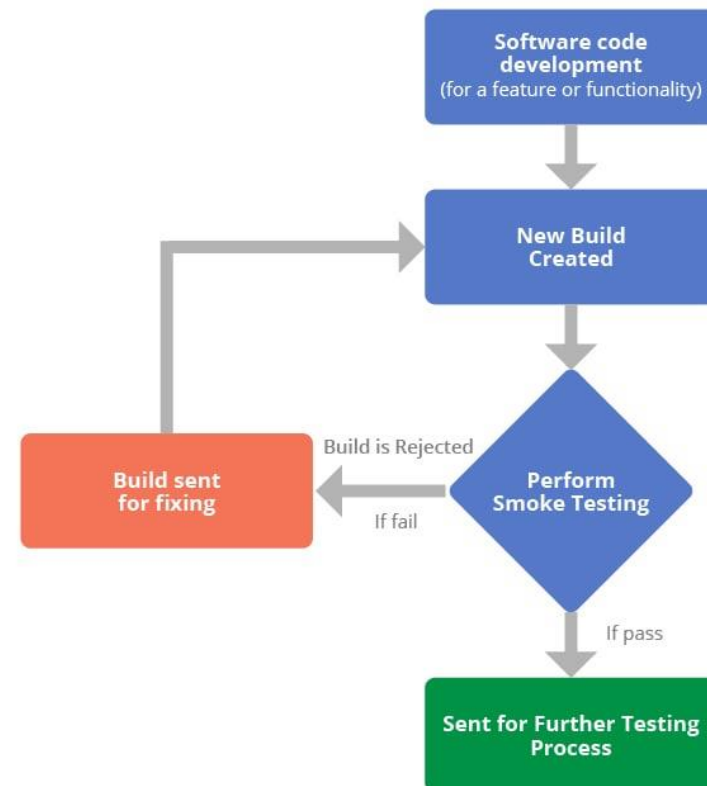 Software code
development
(for a feature or functionality)
New Build
Created
Build is Rejected
Build sent
for fixing
If fail
Perform
Smoke Testing
If pass
Sent for Further Testing
Process